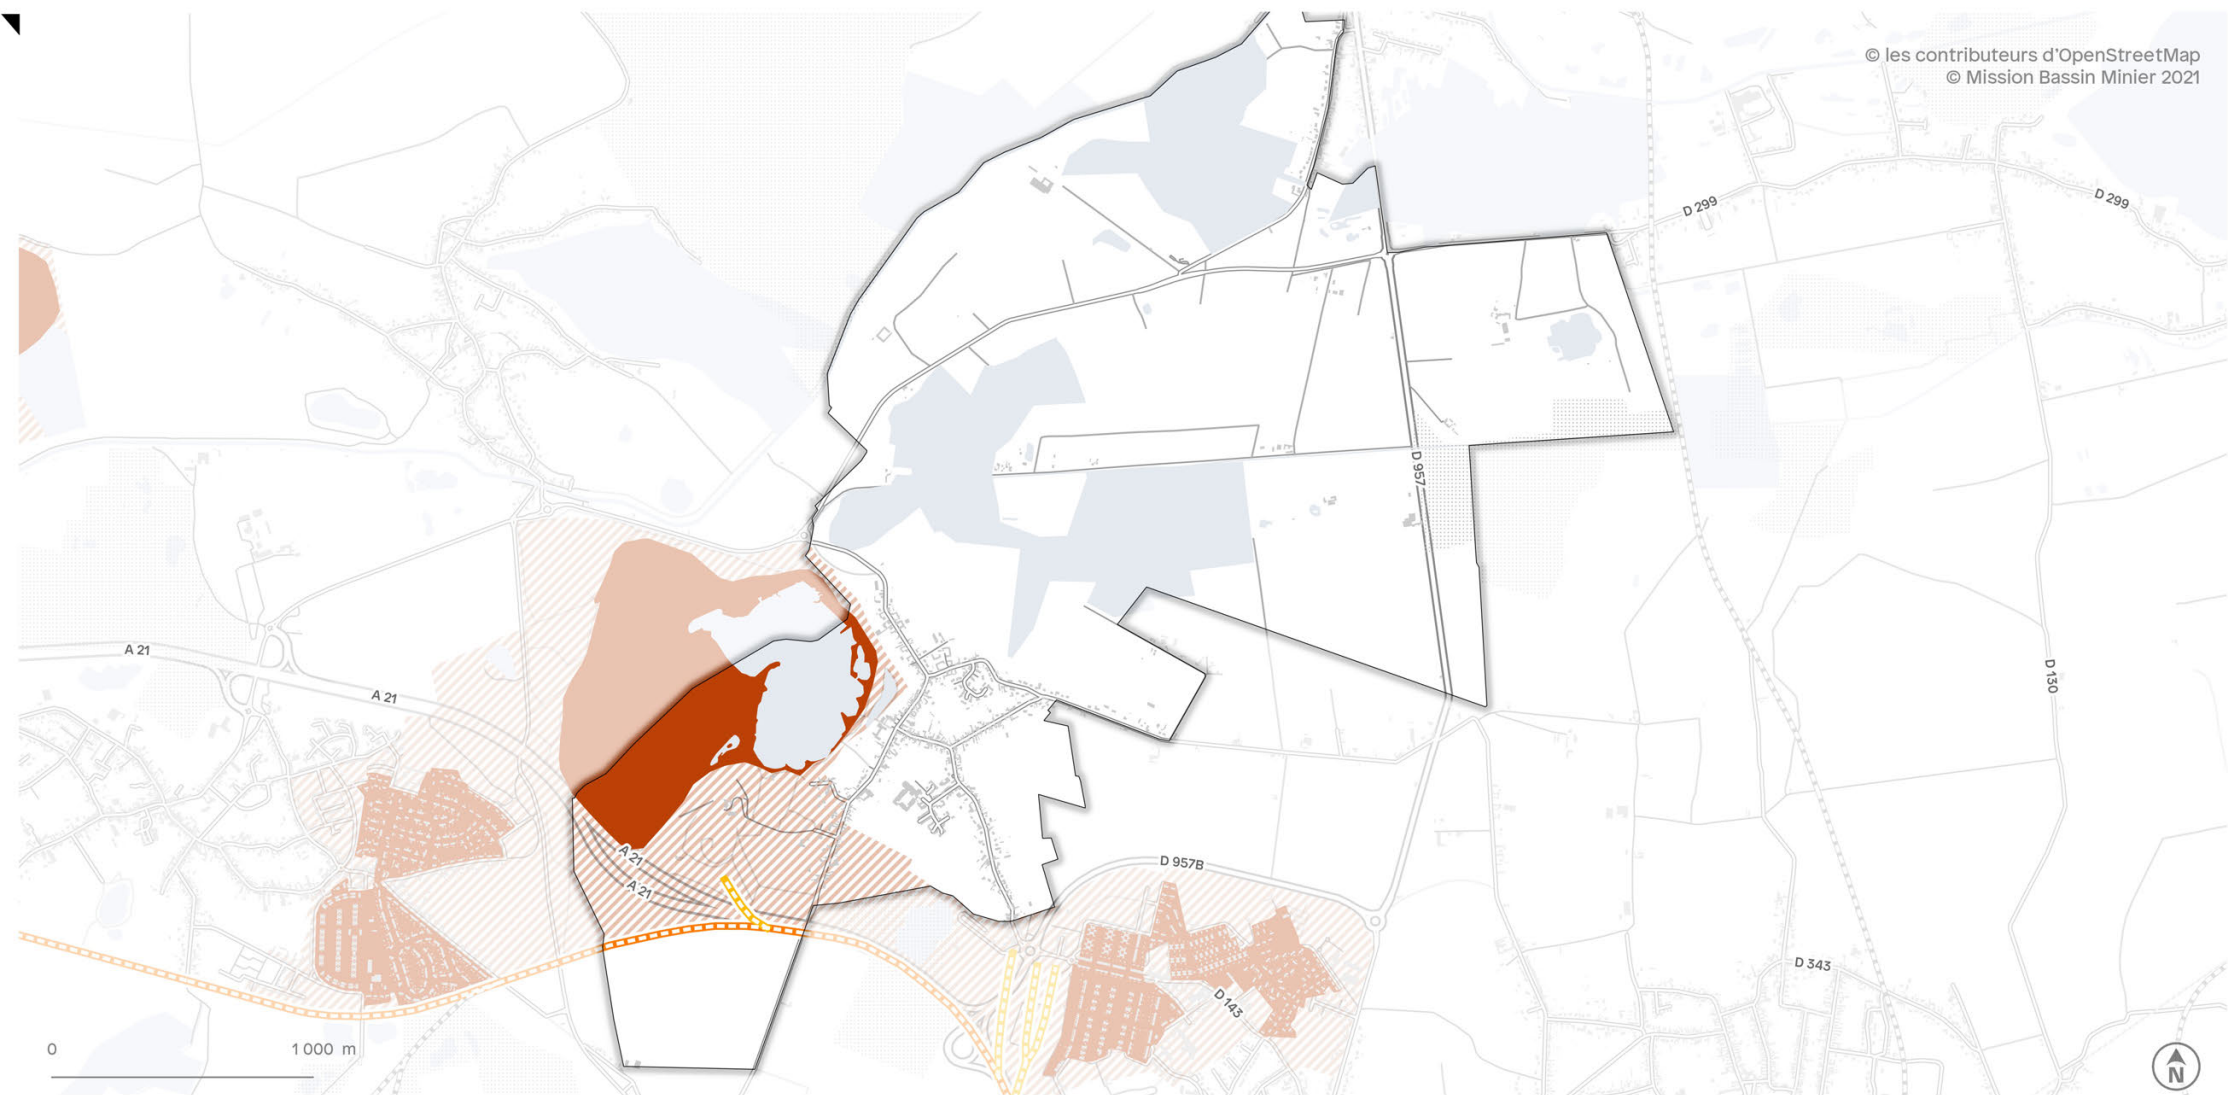 © les contributeurs d'OpenStreetMap
© Mission Bassin Minier 2021
D 299
D 299
D 957
A 21
A 21
D 130
A 21
A 21
D 957B
D 343
D 143
0
1 000 m
N